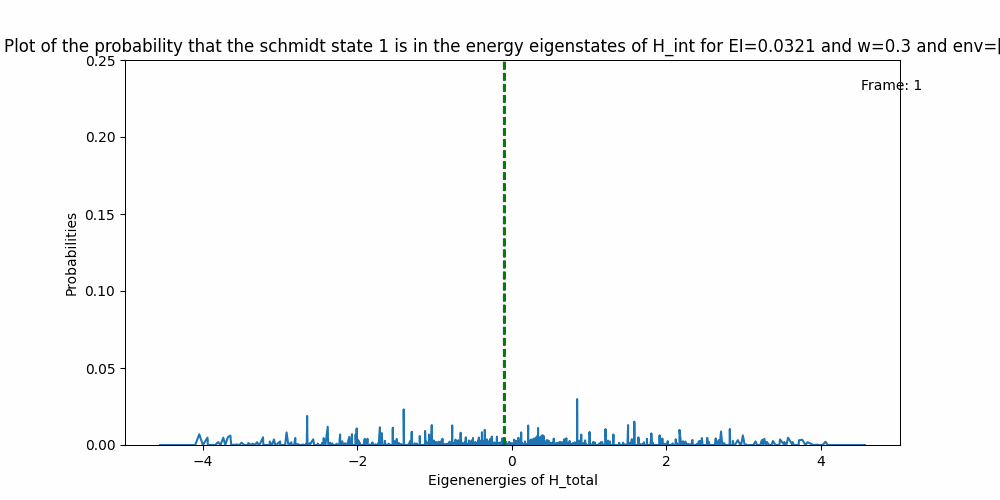 Plot of the probability that the schmidt state 1 is in the energy eigenstates of H_int for EI=0.0321 and w=0.3 and env=[
Frame: 1
0.25
0.20
0.15
0.10
0.05
0.00
Probabilities
−4 −2 0 2 4
Eigenenergies of H_total